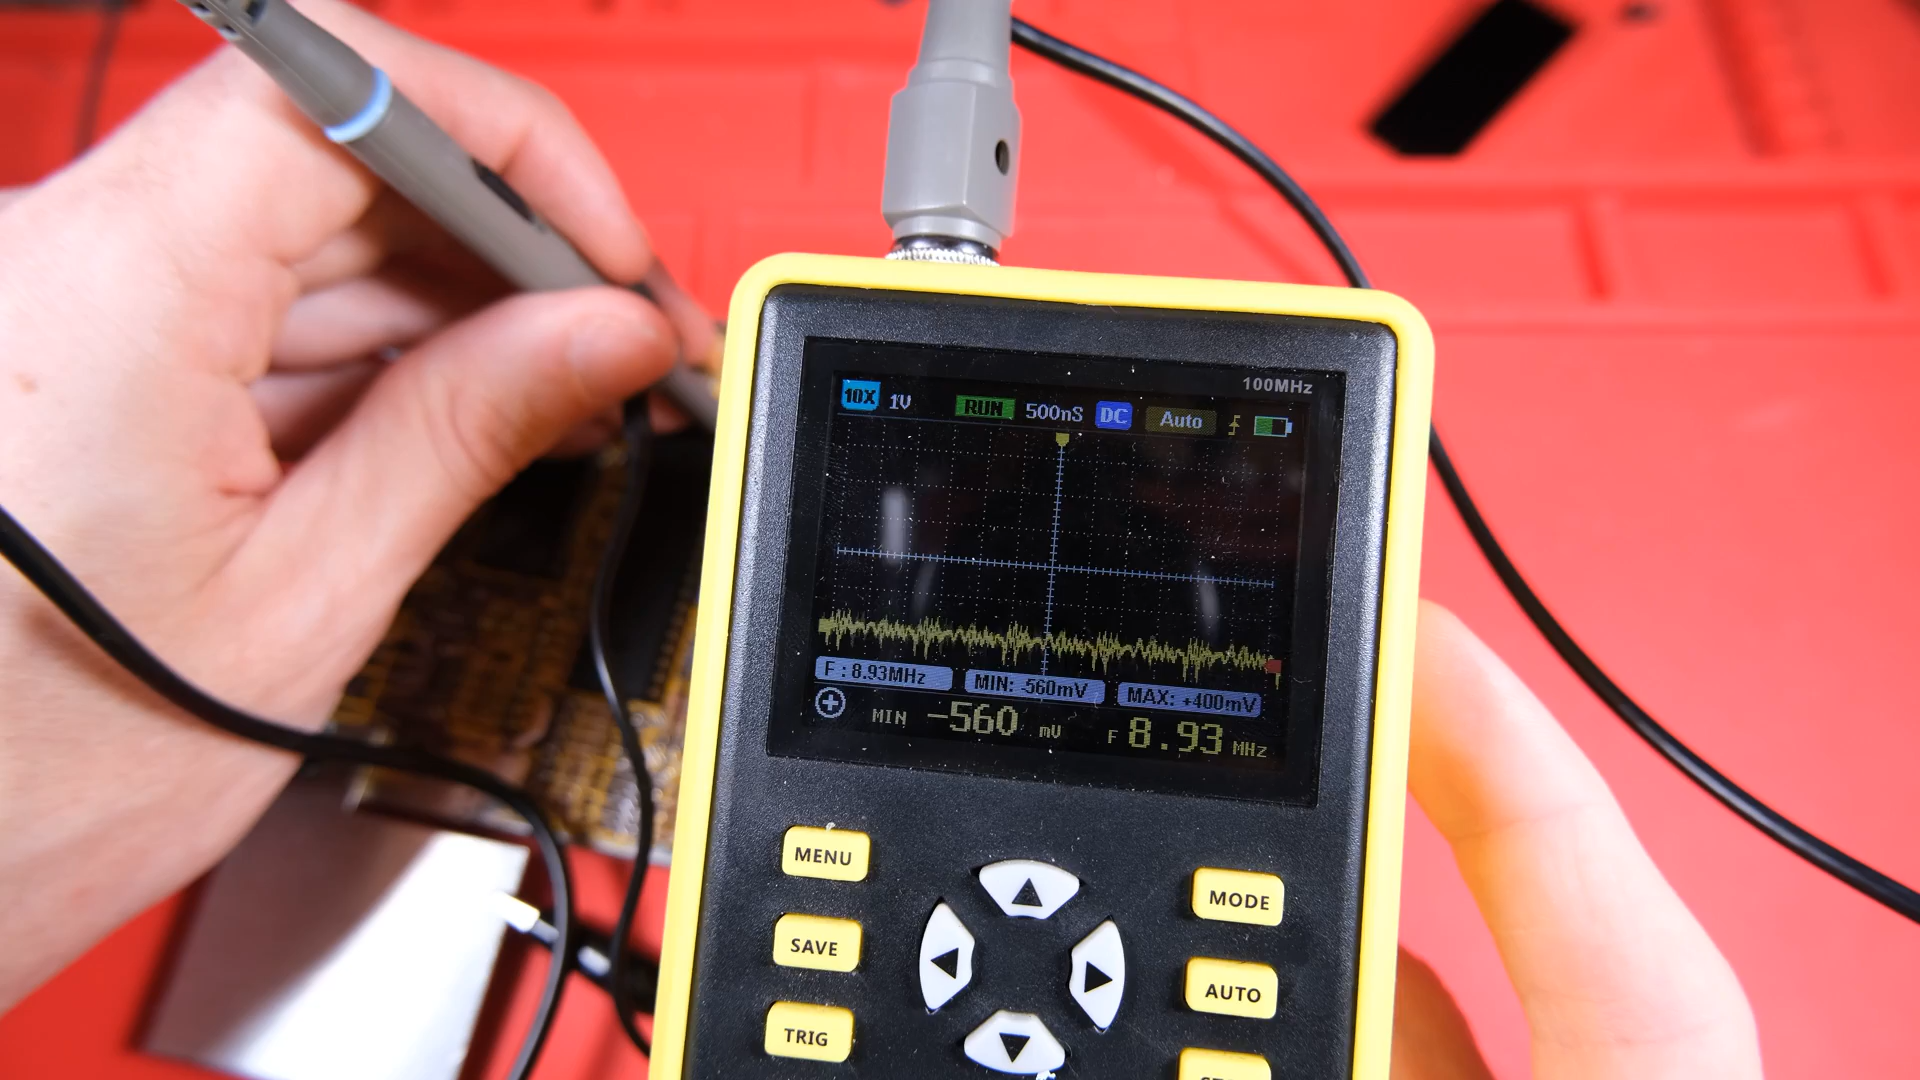 100MHz
10X 1V RUN 500nS DC Auto
F : 8.93MHz MIN: -560mV MAX: +400mV
MIN -560 mV F 8.93 MHz
MENU
MODE
SAVE
AUTO
TRIG